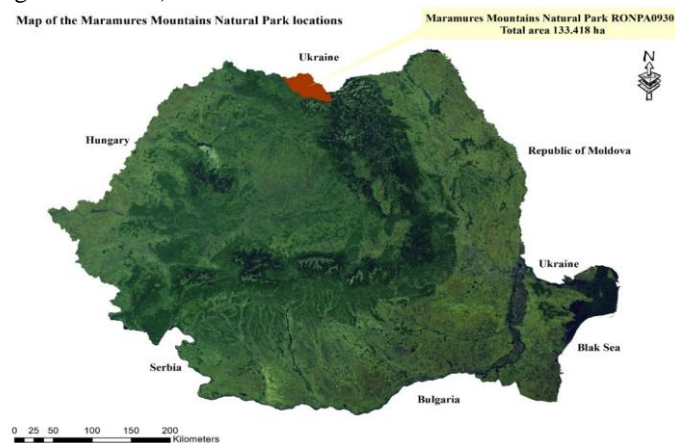 Map of the Maramures Mountains Natural Park locations
Maramures Mountains Natural Park RONPA0930
Total area 133.418 ha
Ukraine
N
Hungary
Republic of Moldova
Ukraine
Blak Sea
Serbia
Bulgaria
0 25 50 100 150 200
Kilometers